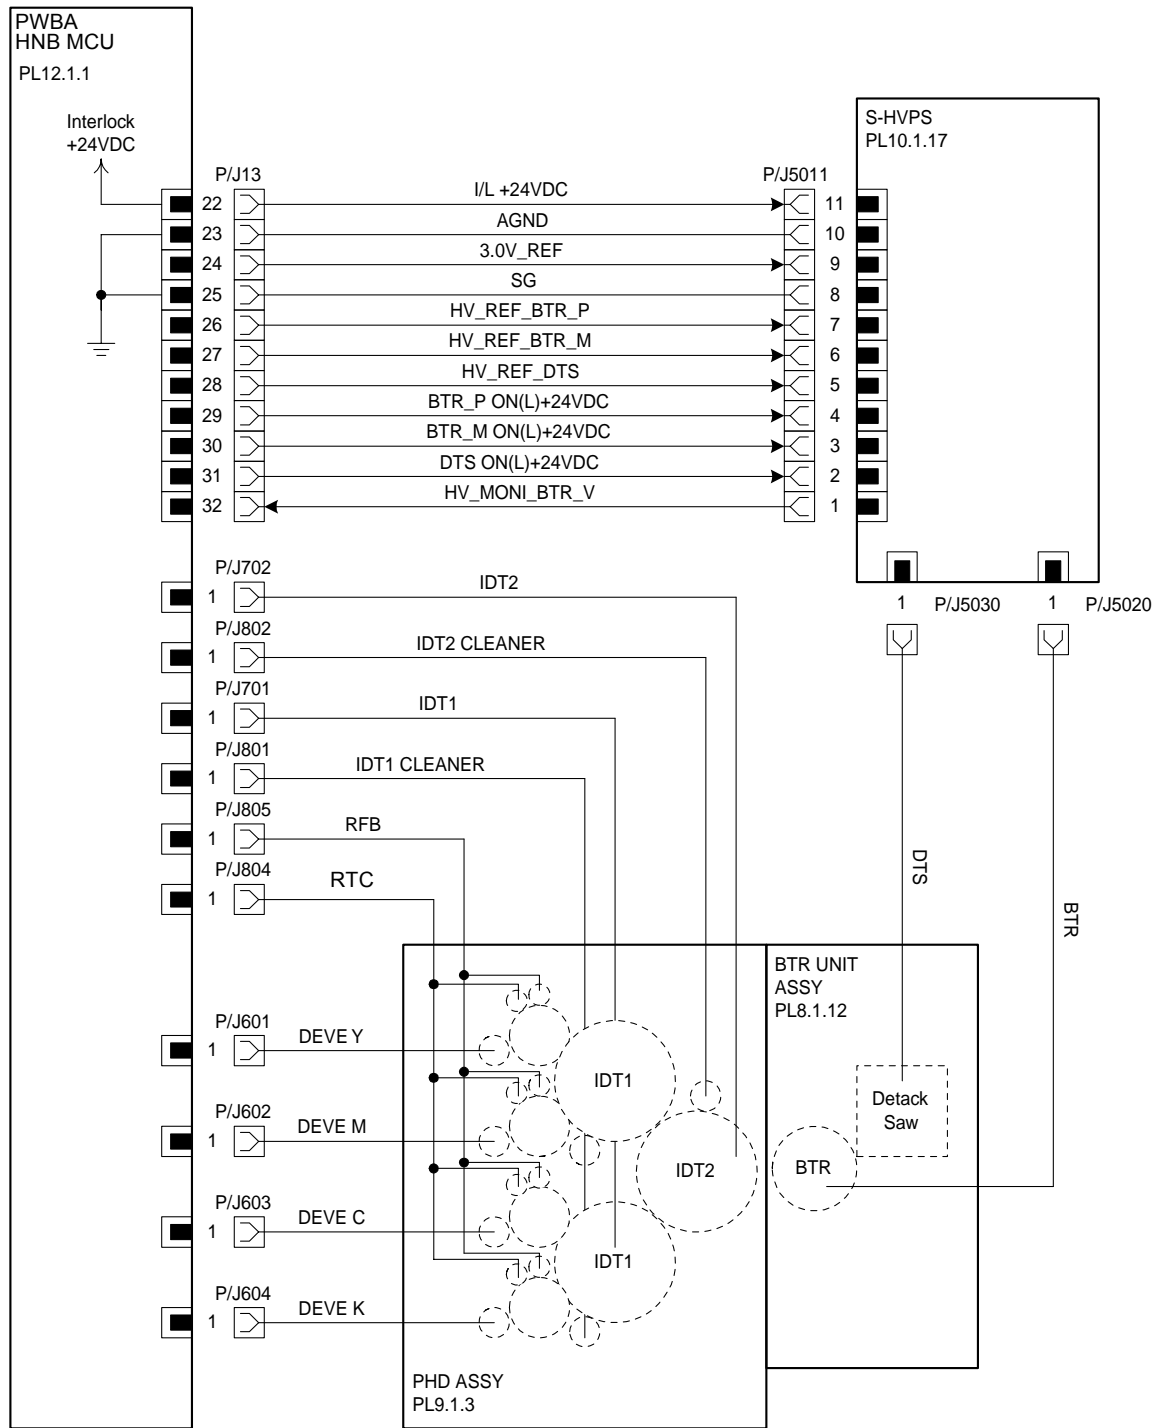 PWBA
HNB MCU
PL12.1.1
Interlock
+24VDC
S-HVPS
PL10.1.17
P/J13
P/J5011
22 I/L +24VDC 11
23 AGND 10
24 3.0V_REF 9
25 SG 8
26 HV_REF_BTR_P 7
27 HV_REF_BTR_M 6
28 HV_REF_DTS 5
29 BTR_P ON(L)+24VDC 4
30 BTR_M ON(L)+24VDC 3
31 DTS ON(L)+24VDC 2
32 HV_MONI_BTR_V 1
1 P/J5030 1 P/J5020
P/J702
1 IDT2
P/J802
1 IDT2 CLEANER
P/J701
1 IDT1
P/J801
1 IDT1 CLEANER
P/J805
1 RFB
P/J804
1 RTC
DTS
BTR
BTR UNIT
ASSY
PL8.1.12
P/J601
1 DEVE Y
IDT1
Detack
Saw
P/J602
1 DEVE M
IDT2
BTR
P/J603
1 DEVE C
IDT1
P/J604
1 DEVE K
PHD ASSY
PL9.1.3